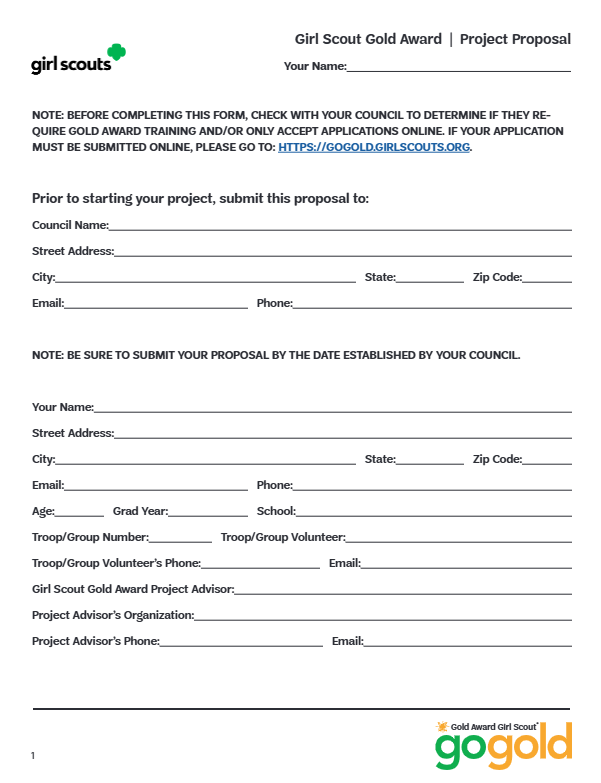 Girl Scout Gold Award | Project Proposal
girl scouts
Your Name:
NOTE: BEFORE COMPLETING THIS FORM, CHECK WITH YOUR COUNCIL TO DETERMINE IF THEY RE-
QUIRE GOLD AWARD TRAINING AND/OR ONLY ACCEPT APPLICATIONS ONLINE. IF YOUR APPLICATION
MUST BE SUBMITTED ONLINE, PLEASE GO TO: HTTPS://GOGOLD.GIRLSCOUTS.ORG.
Prior to starting your project, submit this proposal to:
Council Name:
Street Address:
City: State: Zip Code:
Email: Phone:
NOTE: BE SURE TO SUBMIT YOUR PROPOSAL BY THE DATE ESTABLISHED BY YOUR COUNCIL.
Your Name:
Street Address:
City: State: Zip Code:
Email: Phone:
Age: Grad Year: School:
Troop/Group Number: Troop/Group Volunteer:
Troop/Group Volunteer's Phone: Email:
Girl Scout Gold Award Project Advisor:
Project Advisor's Organization:
Project Advisor's Phone: Email:
Gold Award Girl Scout
gogold
1